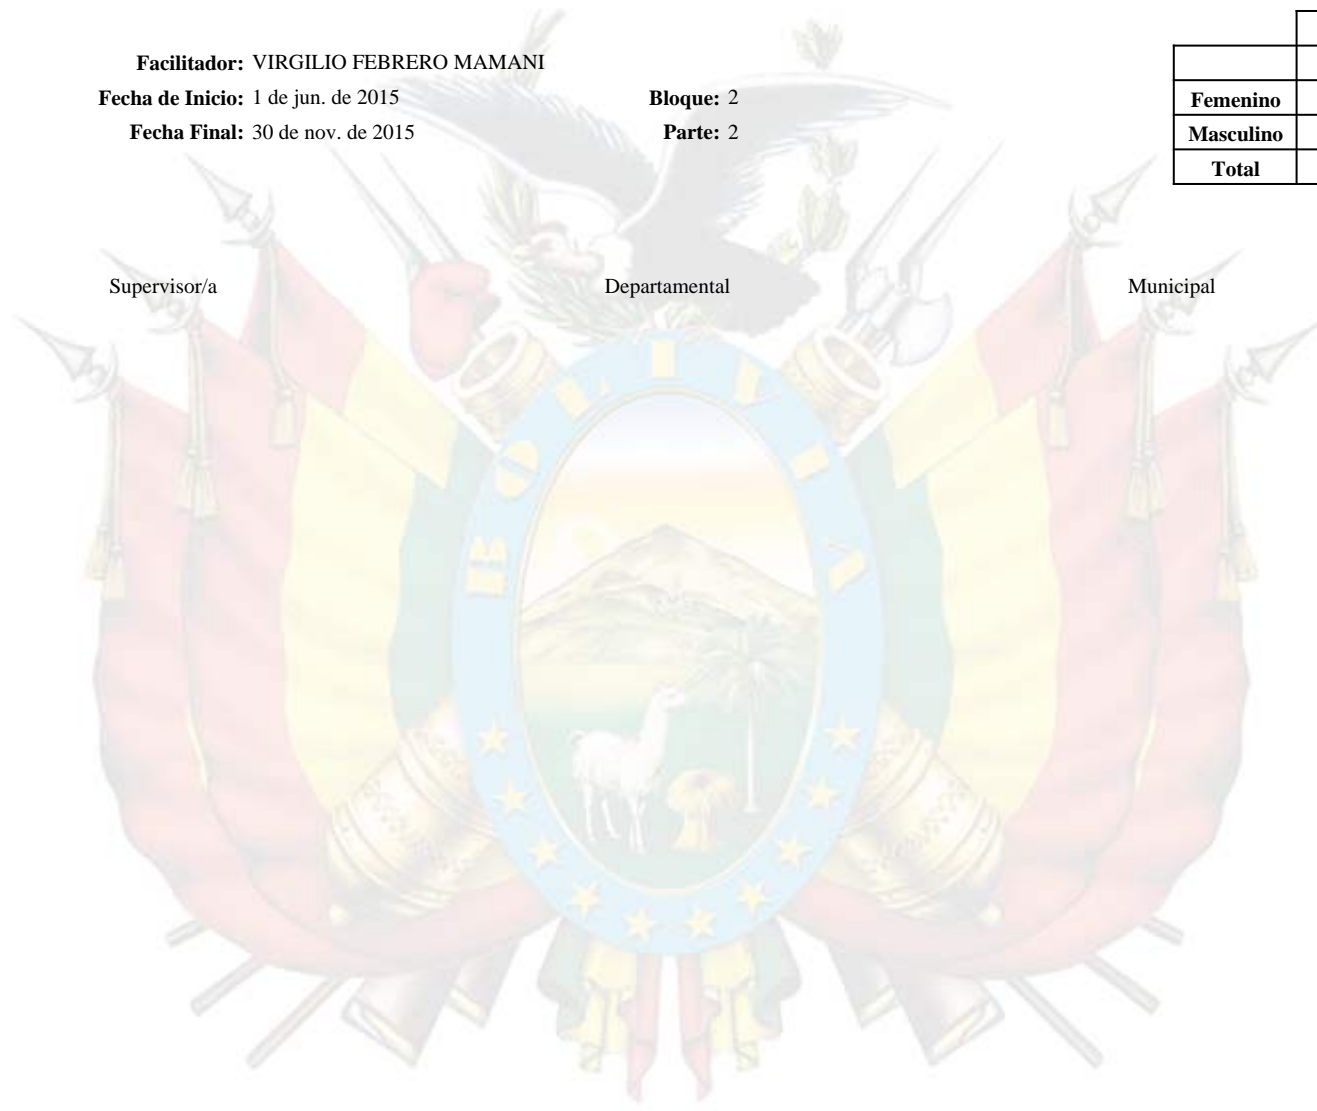 Facilitador: VIRGILIO FEBRERO MAMANI
Fecha de Inicio: 1 de jun. de 2015 Bloque: 2
Femenino
Fecha Final: 30 de nov. de 2015 Parte: 2
Masculino
Total
Supervisor/a Departamental Municipal
BOLIVIA